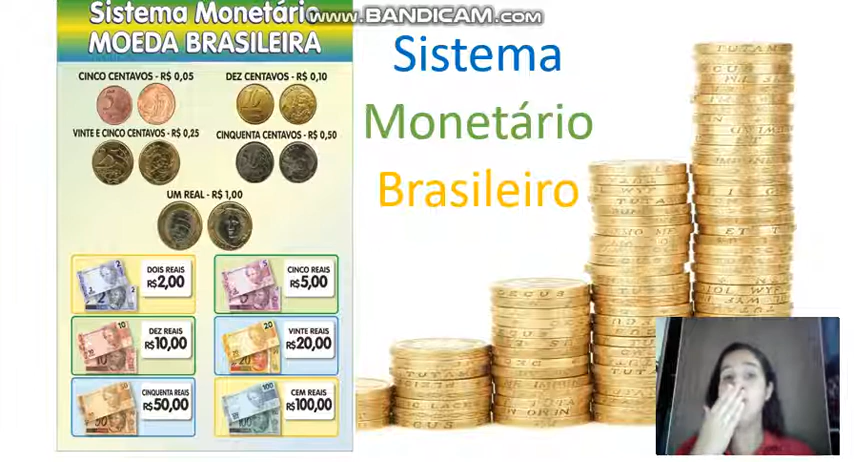 www.BANDICAM.com
Sistema Monetário
MOEDA BRASILEIRA
CINCO CENTAVOS - R$ 0,05
DEZ CENTAVOS - R$ 0,10
VINTE E CINCO CENTAVOS - R$ 0,25
CINQUENTA CENTAVOS - R$ 0,50
UM REAL - R$ 1,00
DOIS REAIS
R$2,00
CINCO REAIS
R$5,00
DEZ REAIS
R$10,00
VINTE REAIS
R$20,00
CINQUENTA REAIS
R$50,00
CEM REAIS
R$100,00
Sistema
Monetário
Brasileiro